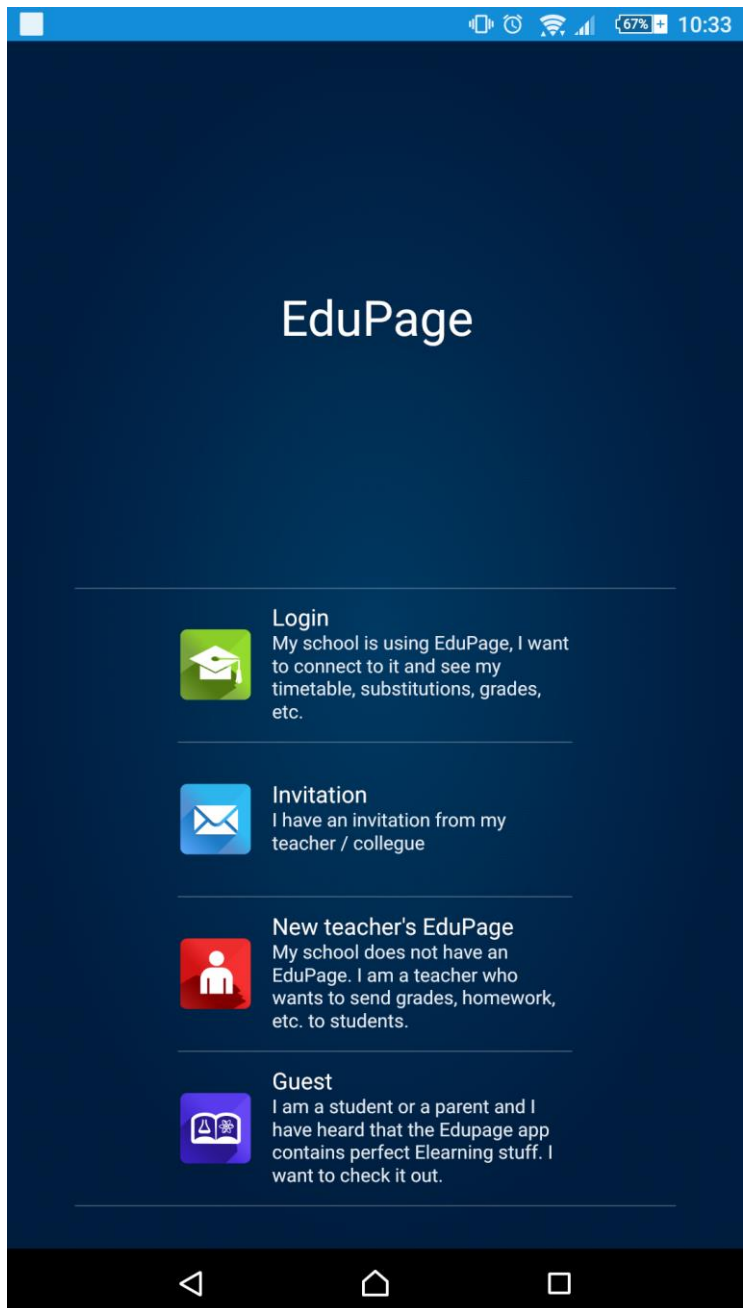 67% 10:33
EduPage
Login
My school is using EduPage, I want
to connect to it and see my
timetable, substitutions, grades,
etc.
Invitation
I have an invitation from my
teacher / collegue
New teacher's EduPage
My school does not have an
EduPage. I am a teacher who
wants to send grades, homework,
etc. to students.
Guest
I am a student or a parent and I
have heard that the Edupage app
contains perfect Elearning stuff. I
want to check it out.